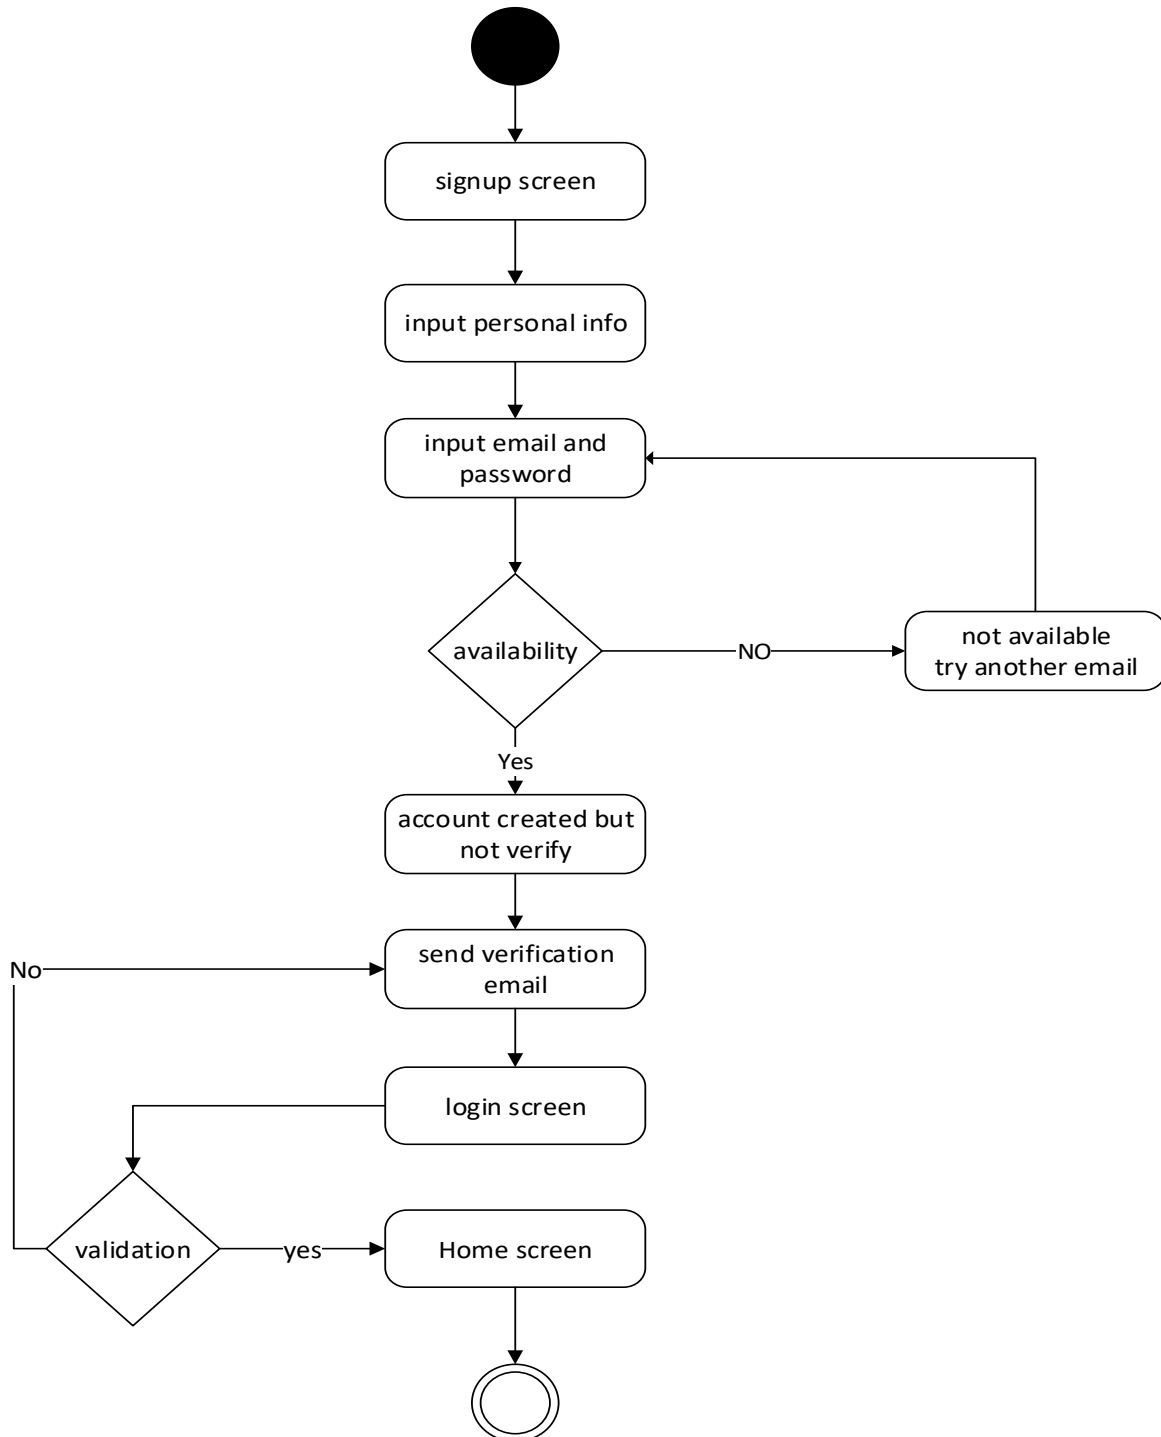 signup screen
input personal info
input email and
password
availability
NO
not available
try another email
Yes
account created but
not verify
send verification
email
No
login screen
validation
yes
Home screen